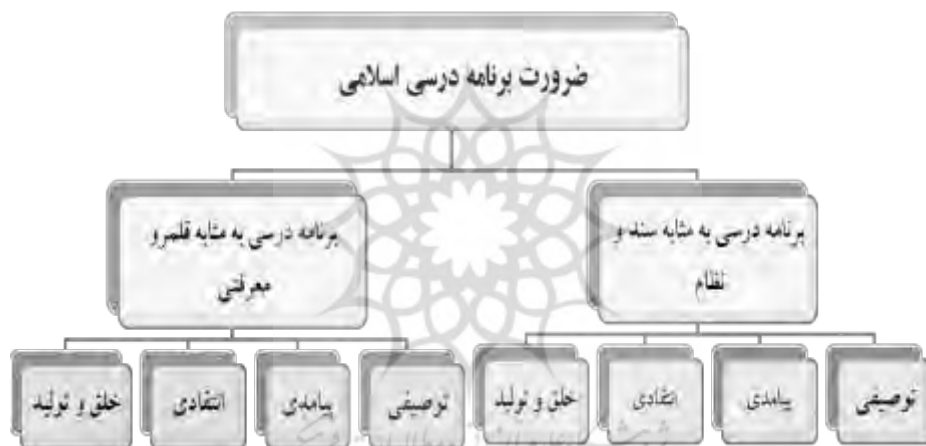 ضرورت برنامه درسی اسلامی
برنامه درسی به مثابه سند و
نظام
برنامه درسی به مثابه قلمرو
معرفتی
توصیفی
پیامدی
انتقادی
خلق و تولید
توصیفی
پیامدی
انتقادی
خلق و تولید